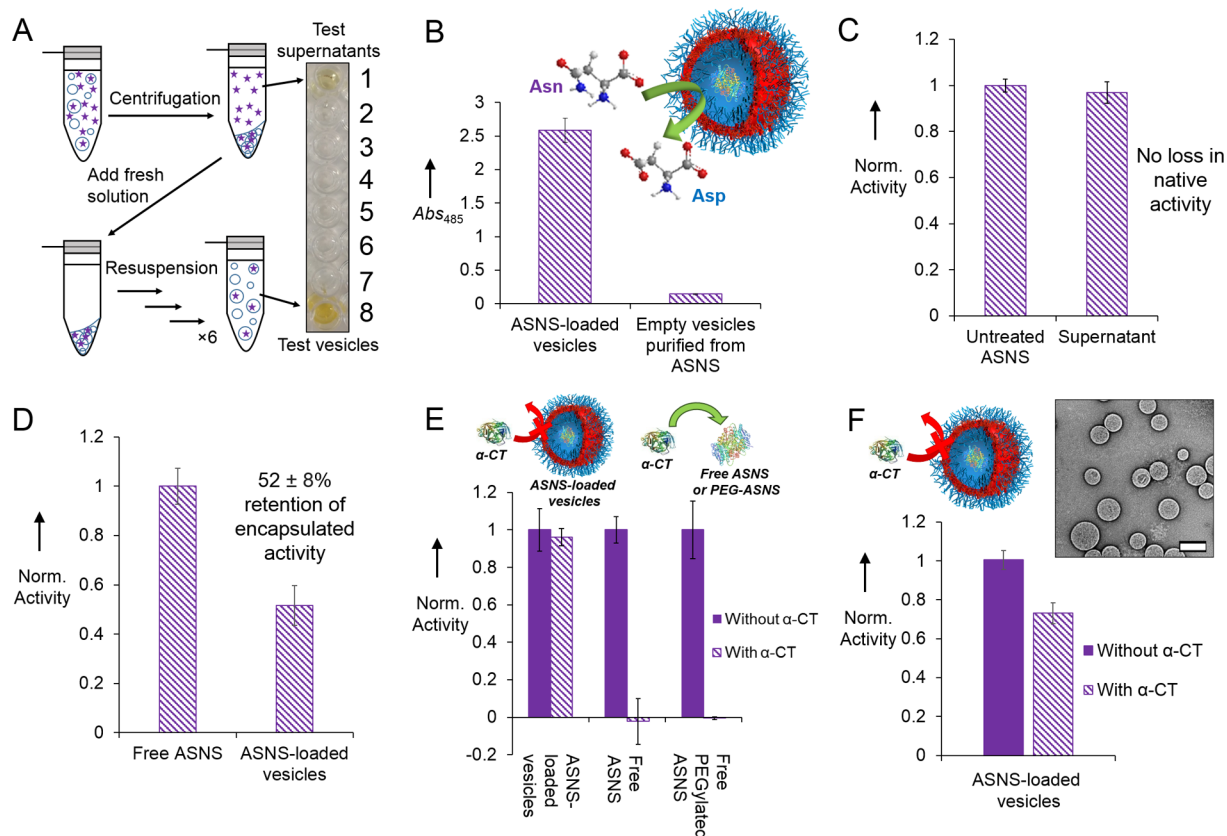 A
Test
supernatants
Centrifugation
Add fresh
solution
Resuspension
×6
1
2
3
4
5
6
7
8
Test vesicles
B
Asn
Asp
3
2.5
2
1.5
1
0.5
0
Abs485
ASNS-loaded
vesicles
Empty vesicles
purified from
ASNS
C
1.2
1
0.8
0.6
0.4
0.2
0
Norm.
Activity
No loss in
native
activity
Untreated
ASNS
Supernatant
D
1.2
1
0.8
0.6
0.4
0.2
0
Norm.
Activity
52 ± 8%
retention of
encapsulated
activity
Free ASNS
ASNS-loaded
vesicles
E
α-CT
ASNS-loaded
vesicles
α-CT
Free ASNS
or PEG-ASNS
1.2
1
0.8
0.6
0.4
0.2
0
-0.2
Norm.
Activity
Without α-CT
With α-CT
ASNS-
loaded
vesicles
Free
ASNS
Free
PEGylated
ASNS
F
α-CT
1.2
1
0.8
0.6
0.4
0.2
0
Norm.
Activity
Without α-CT
With α-CT
ASNS-loaded
vesicles